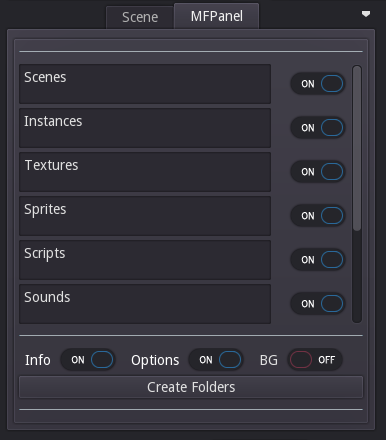 Scene MFPanel
Scenes ON
Instances ON
Textures ON
Sprites ON
Scripts ON
Sounds ON
Info ON Options ON BG OFF
Create Folders